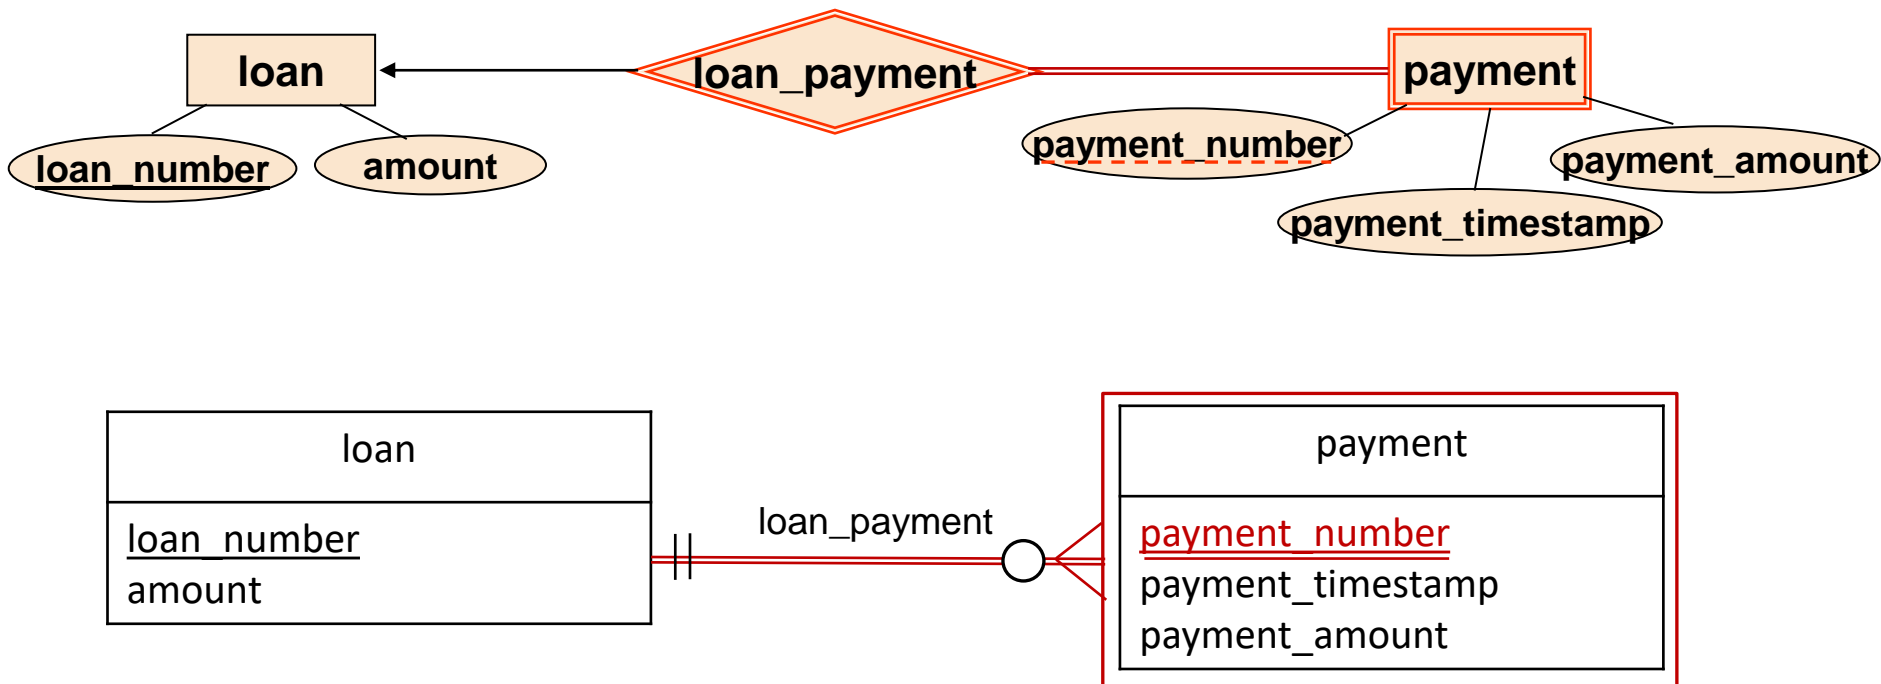 loan
loan_payment
payment
loan_number
amount
payment_number
payment_amount
payment_timestamp
loan
payment
loan_payment
loan_number
amount
payment_number
payment_timestamp
payment_amount